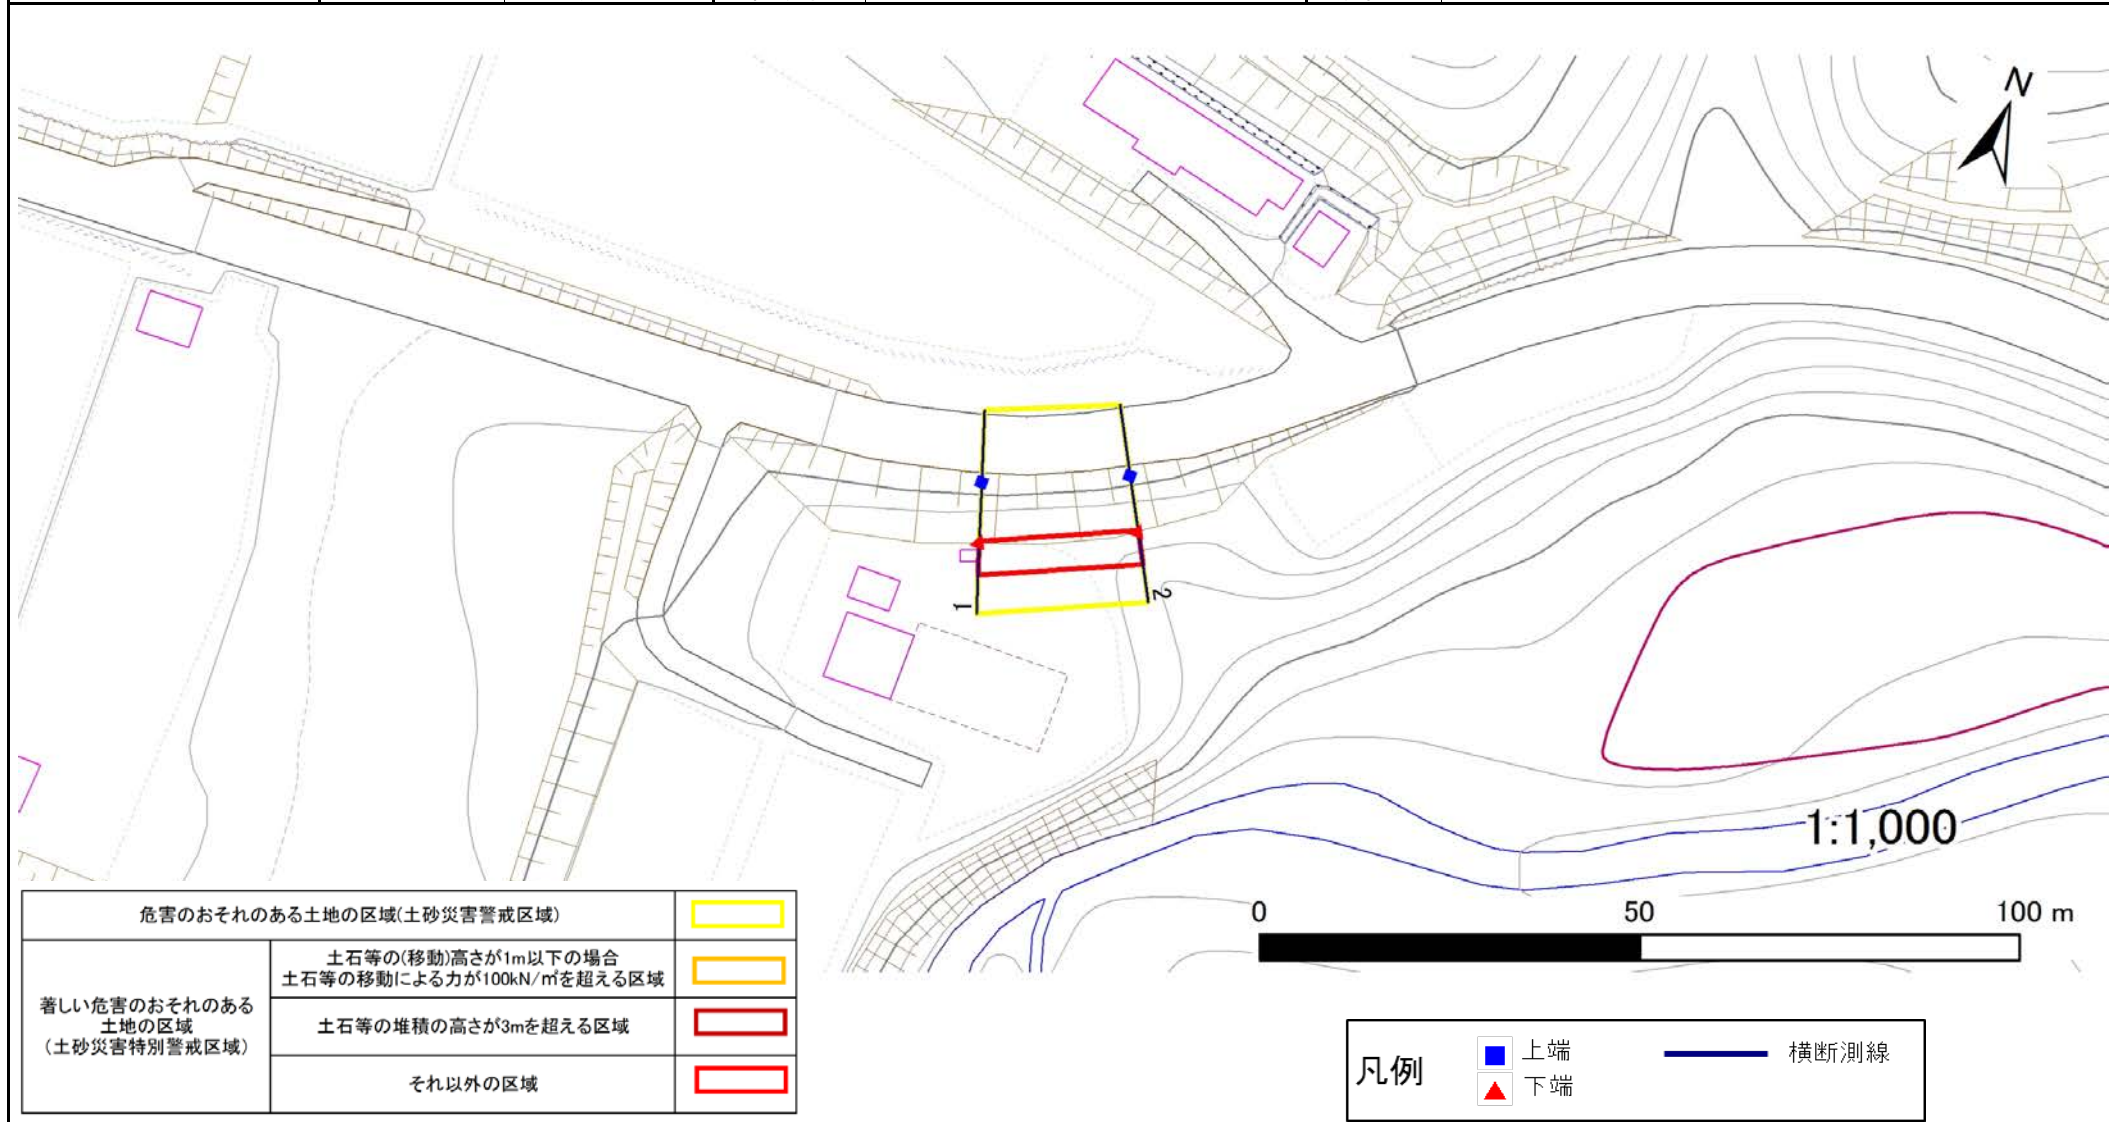 N
1
2
1:1,000
0 50 100 m
危害のおそれのある土地の区域(土砂災害警戒区域)
著しい危害のおそれのある
土地の区域
(土砂災害特別警戒区域)
土石等の(移動)高さが1m以下の場合
土石等の移動による力が100kN/㎡を超える区域
土石等の堆積の高さが3mを超える区域
それ以外の区域
凡例
上端
下端
横断測線